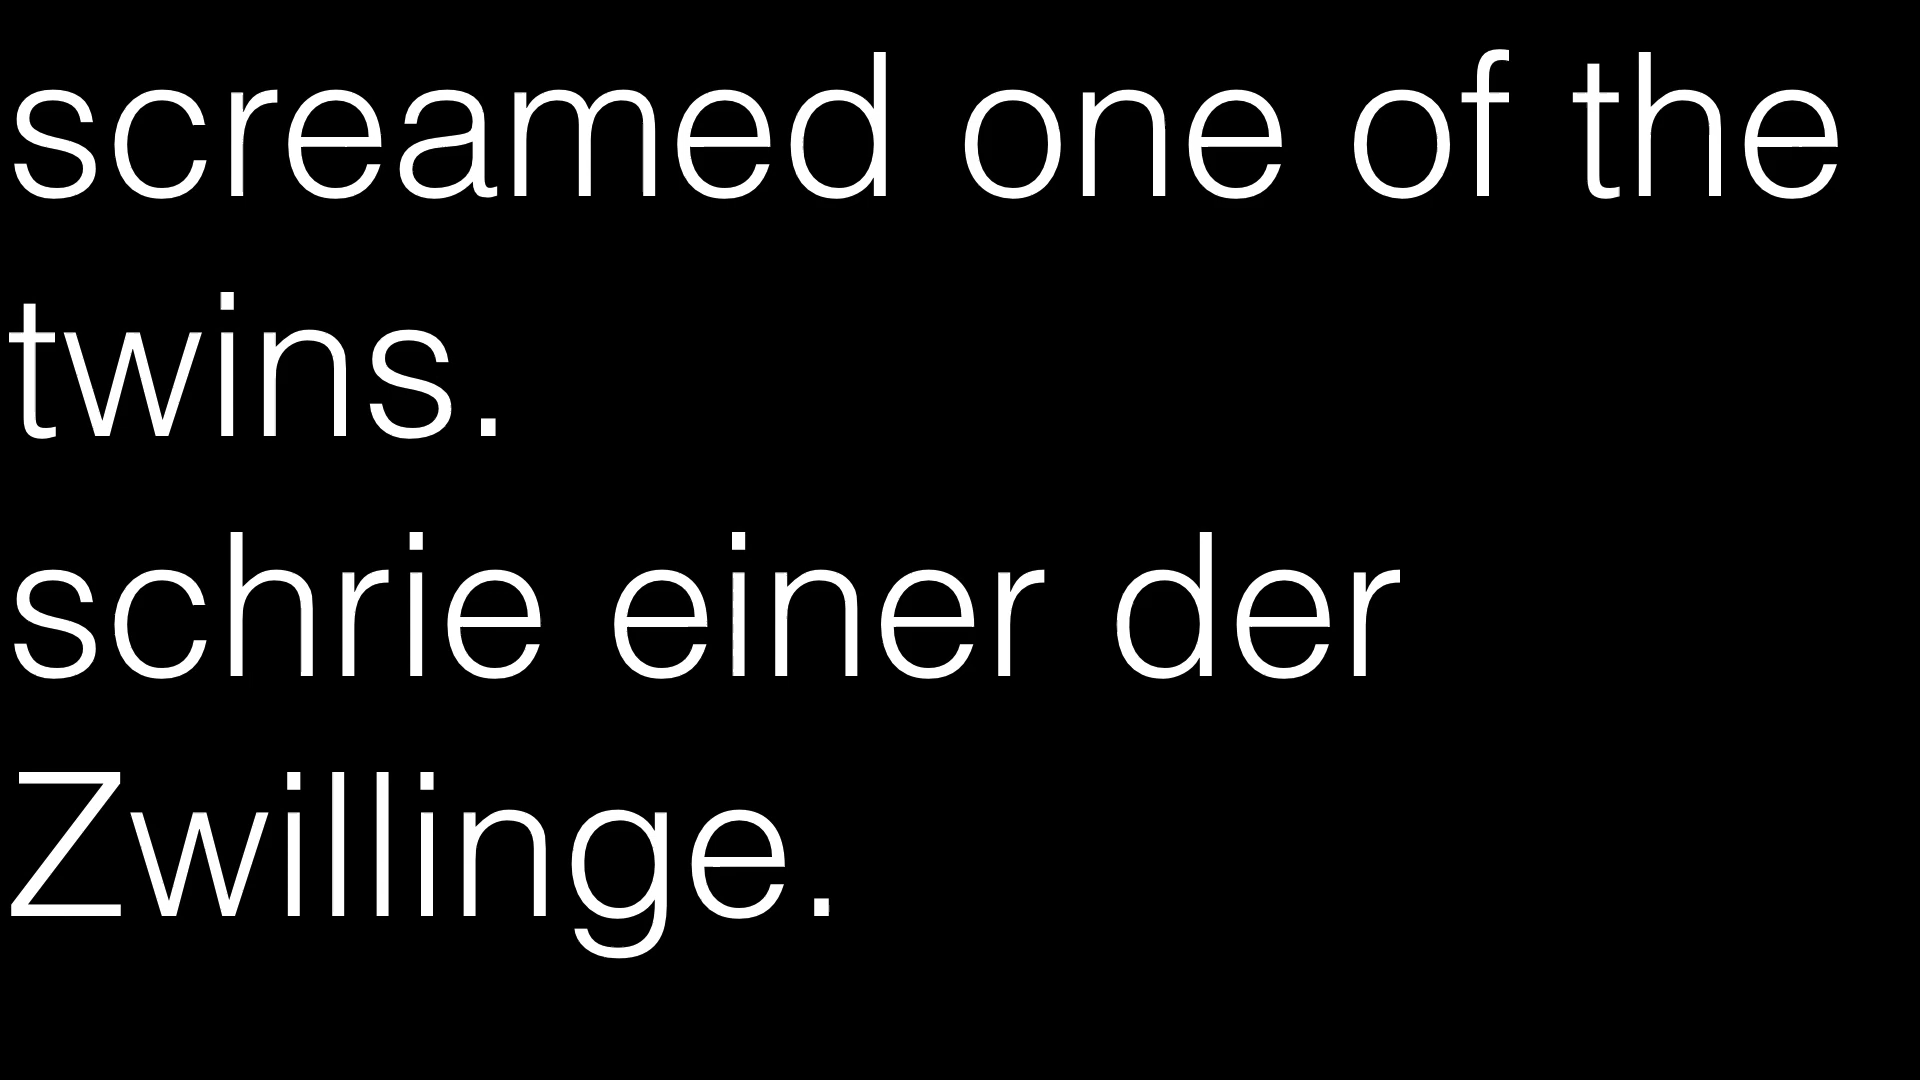 screamed one of the
twins.
schrie einer der
Zwillinge.